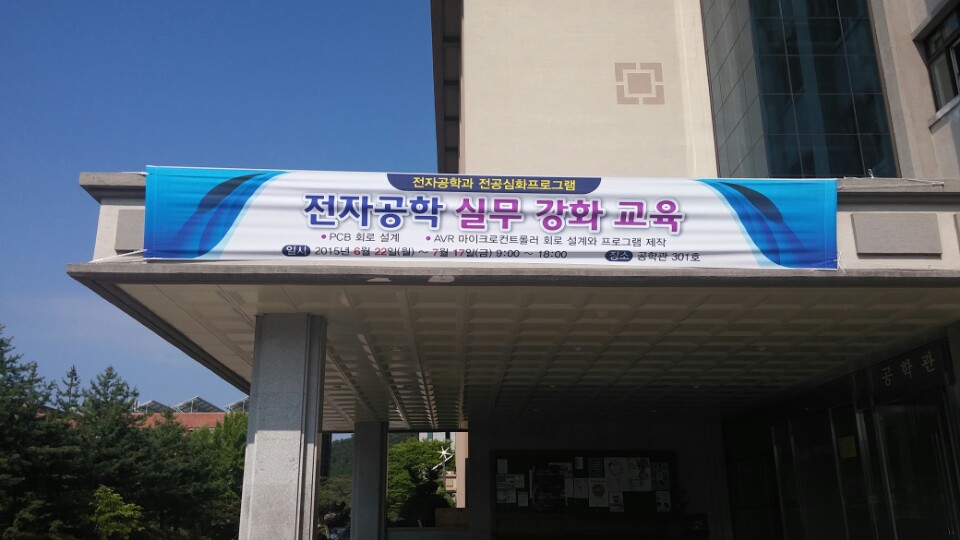 전자공학과 전공심화프로그램
전자공학 실무 강화 교육
• PCB 회로 설계 • AVR 마이크로컨트롤러 회로 설계와 프로그램 제작
일시 2015년 6월 22일(월) ~ 7월 17일(금) 9:00 ~ 18:00 장소 공학관 301호
공학관